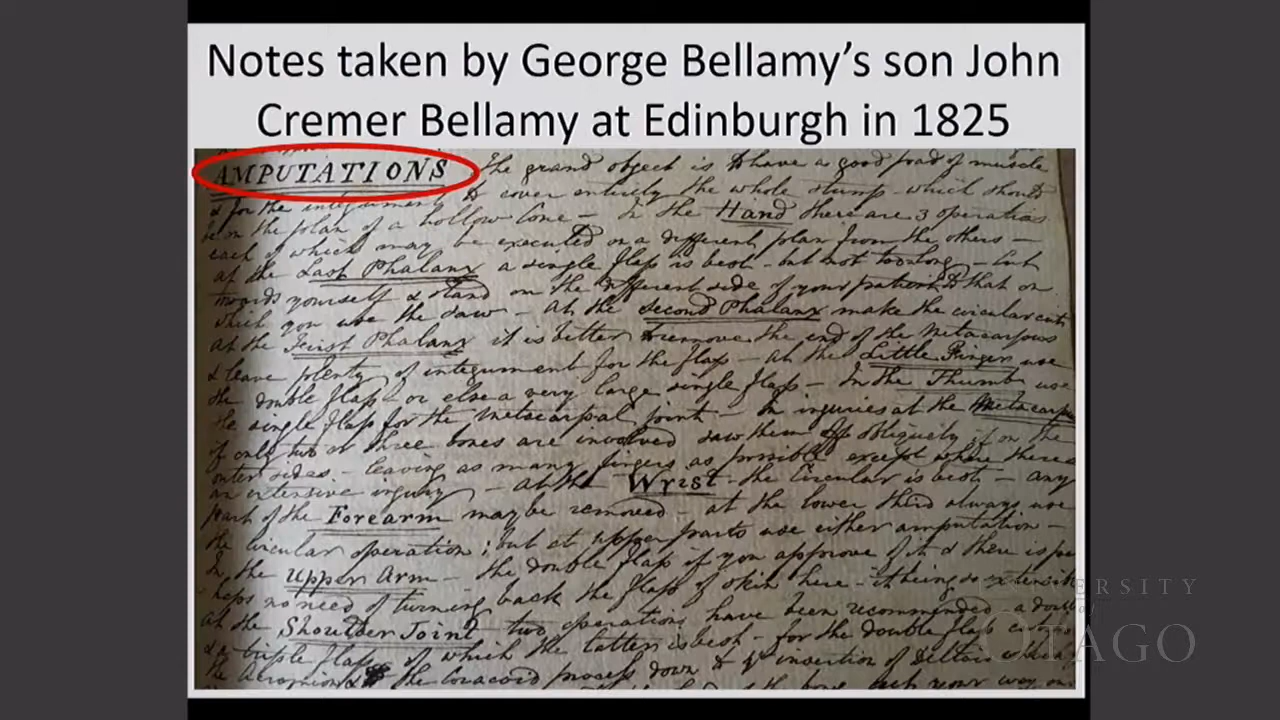 Notes taken by George Bellamy's son John
Cremer Bellamy at Edinburgh in 1825
AMPUTATIONS The grand object is to have a good pad of muscle
& for the integuments to cover entirely the whole stump which should
be on the plan of a hollow Cone – In the Hand there are 3 operations
each of which may be executed on a different plan from the others –
at the Last Phalanx a single flap is best – but not too long – Cut
towards yourself & stand on the different side of your patient to that on
which you use the saw – at the Second Phalanx make the circular cut
at the First Phalanx it is better to remove the end of the Metacarpus
& leave plenty of integument for the flap – at the Little Finger use
the double flap or else a very large single flap – In the Thumb use
the single flap for the metacarpal joint – In injuries at the Metacarp
if only two or three bones are involved saw them off obliquely if on the
outer sides – leaving as many fingers as possible except where there
an extensive injury – at the Wrist – the Circular is best – any
part of the Forearm may be removed – at the lower third always use
the circular operation; but at upper parts use either amputation –
In the Upper Arm – the double flap if you approve of it & there is per
haps no need of turning back the flaps of skin here – it being so extensi
at the Shoulder Joint two operations have been recommended a doub
& a triple flap of which the latter is best – for the double flap
the Acromion & the Coracoid process down to ye insertion of Deltoid
ERSITY
of
OTAGO